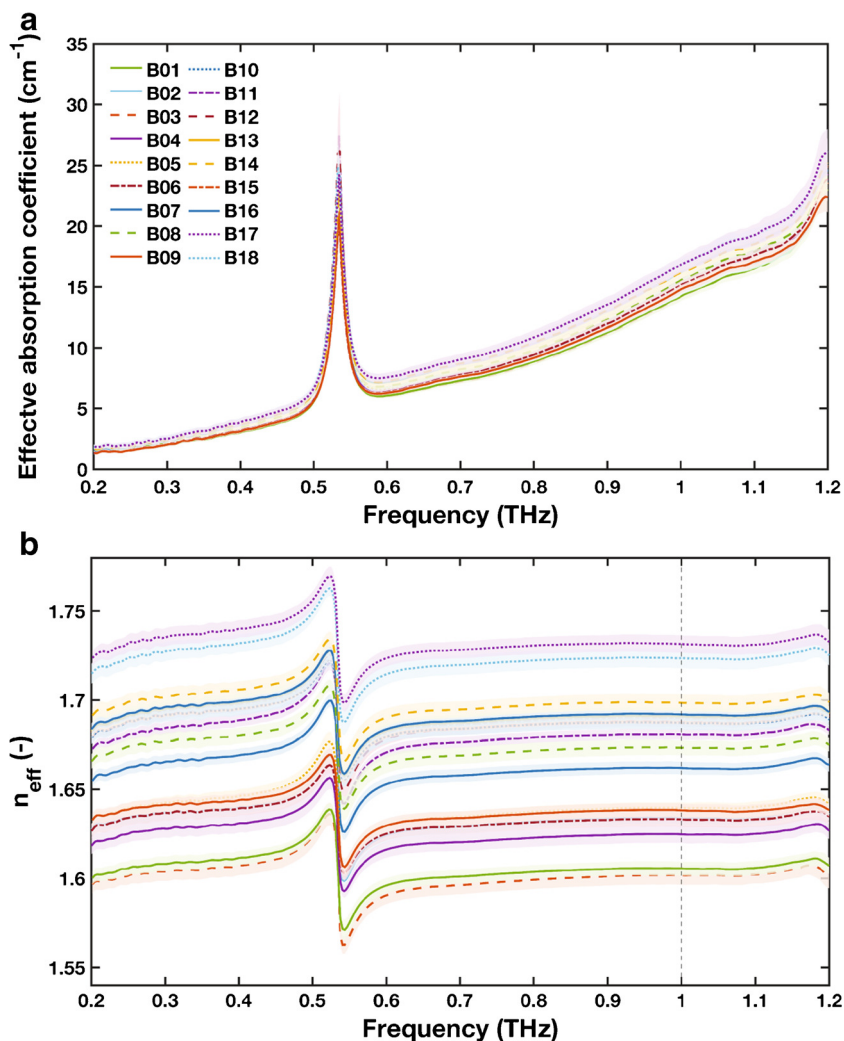 a
Effectve absorption coefficient (cm⁻¹)
35
30
25
20
15
10
5
0
B01 B10
B02 B11
B03 B12
B04 B13
B05 B14
B06 B15
B07 B16
B08 B17
B09 B18
0.2 0.3 0.4 0.5 0.6 0.7 0.8 0.9 1 1.1 1.2
Frequency (THz)
b
n_eff (-)
1.75
1.7
1.65
1.6
1.55
0.2 0.3 0.4 0.5 0.6 0.7 0.8 0.9 1 1.1 1.2
Frequency (THz)